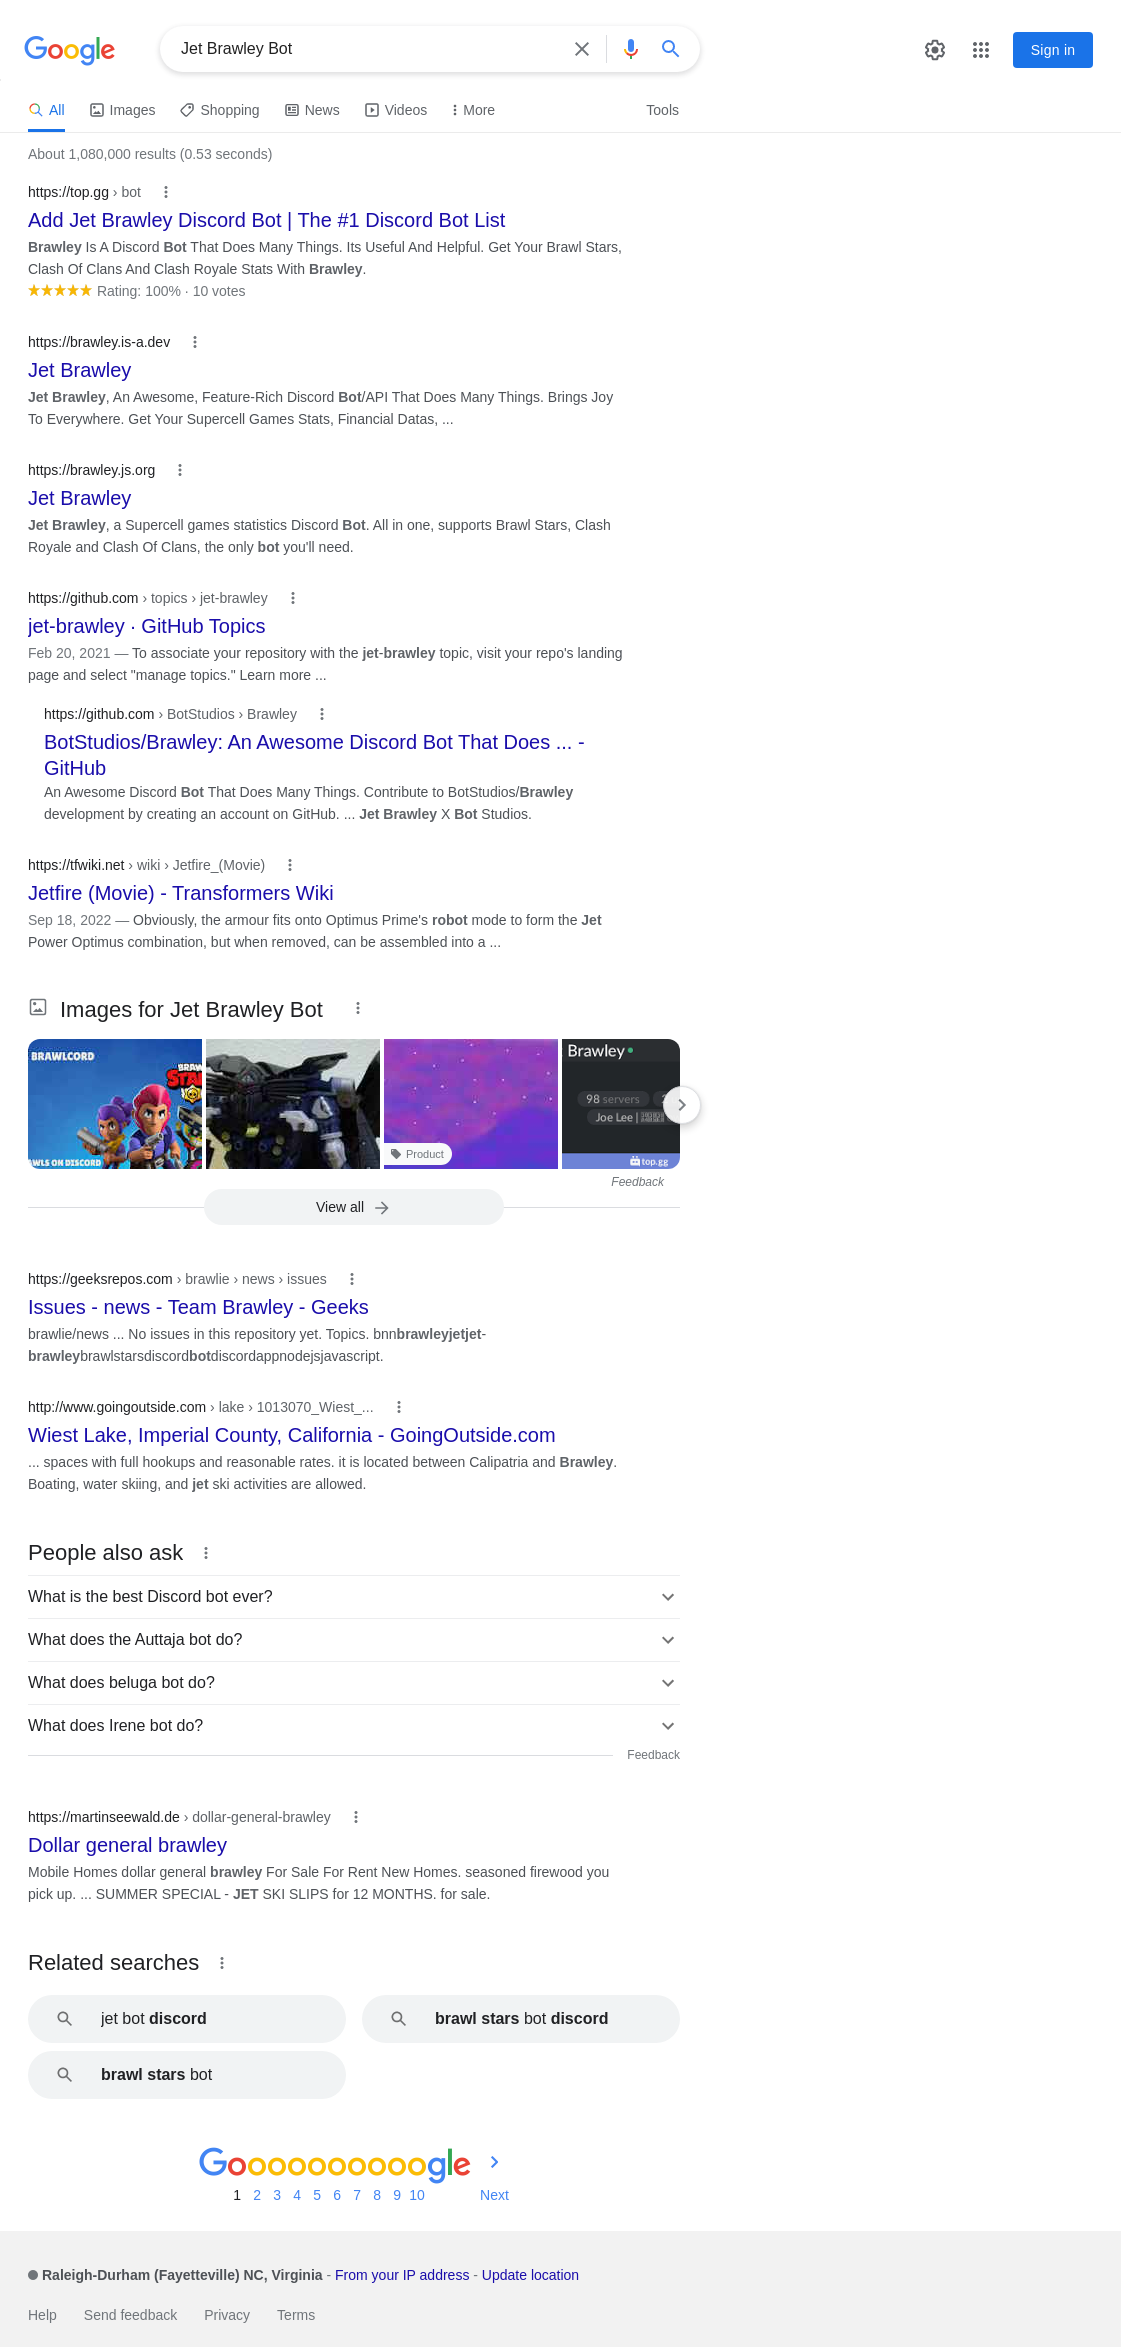 Google
Jet Brawley Bot
Sign in
All Images Shopping News Videos More Tools
About 1,080,000 results (0.53 seconds)
https://top.gg › bot
Add Jet Brawley Discord Bot | The #1 Discord Bot List
Brawley Is A Discord Bot That Does Many Things. Its Useful And Helpful. Get Your Brawl Stars,
Clash Of Clans And Clash Royale Stats With Brawley.
Rating: 100% · 10 votes
https://brawley.is-a.dev
Jet Brawley
Jet Brawley, An Awesome, Feature-Rich Discord Bot/API That Does Many Things. Brings Joy
To Everywhere. Get Your Supercell Games Stats, Financial Datas, ...
https://brawley.js.org
Jet Brawley
Jet Brawley, a Supercell games statistics Discord Bot. All in one, supports Brawl Stars, Clash
Royale and Clash Of Clans, the only bot you'll need.
https://github.com › topics › jet-brawley
jet-brawley · GitHub Topics
Feb 20, 2021 — To associate your repository with the jet-brawley topic, visit your repo's landing
page and select "manage topics." Learn more ...
https://github.com › BotStudios › Brawley
BotStudios/Brawley: An Awesome Discord Bot That Does ... -
GitHub
An Awesome Discord Bot That Does Many Things. Contribute to BotStudios/Brawley
development by creating an account on GitHub. ... Jet Brawley X Bot Studios.
https://tfwiki.net › wiki › Jetfire_(Movie)
Jetfire (Movie) - Transformers Wiki
Sep 18, 2022 — Obviously, the armour fits onto Optimus Prime's robot mode to form the Jet
Power Optimus combination, but when removed, can be assembled into a ...
Images for Jet Brawley Bot
BRAWLCORD
AWLS ON DISCORD
Product
Brawley
98 servers
Joe Lee |
top.gg
Feedback
View all
https://geeksrepos.com › brawlie › news › issues
Issues - news - Team Brawley - Geeks
brawlie/news ... No issues in this repository yet. Topics. bnnbrawleyjetjet-
brawleybrawlstarsdiscordbotdiscordappnodejsjavascript.
http://www.goingoutside.com › lake › 1013070_Wiest_...
Wiest Lake, Imperial County, California - GoingOutside.com
... spaces with full hookups and reasonable rates. it is located between Calipatria and Brawley.
Boating, water skiing, and jet ski activities are allowed.
People also ask
What is the best Discord bot ever?
What does the Auttaja bot do?
What does beluga bot do?
What does Irene bot do?
Feedback
https://martinseewald.de › dollar-general-brawley
Dollar general brawley
Mobile Homes dollar general brawley For Sale For Rent New Homes. seasoned firewood you
pick up. ... SUMMER SPECIAL - JET SKI SLIPS for 12 MONTHS. for sale.
Related searches
jet bot discord
brawl stars bot discord
brawl stars bot
Goooooooooogle
1 2 3 4 5 6 7 8 9 10 Next
Raleigh-Durham (Fayetteville) NC, Virginia - From your IP address - Update location
Help Send feedback Privacy Terms